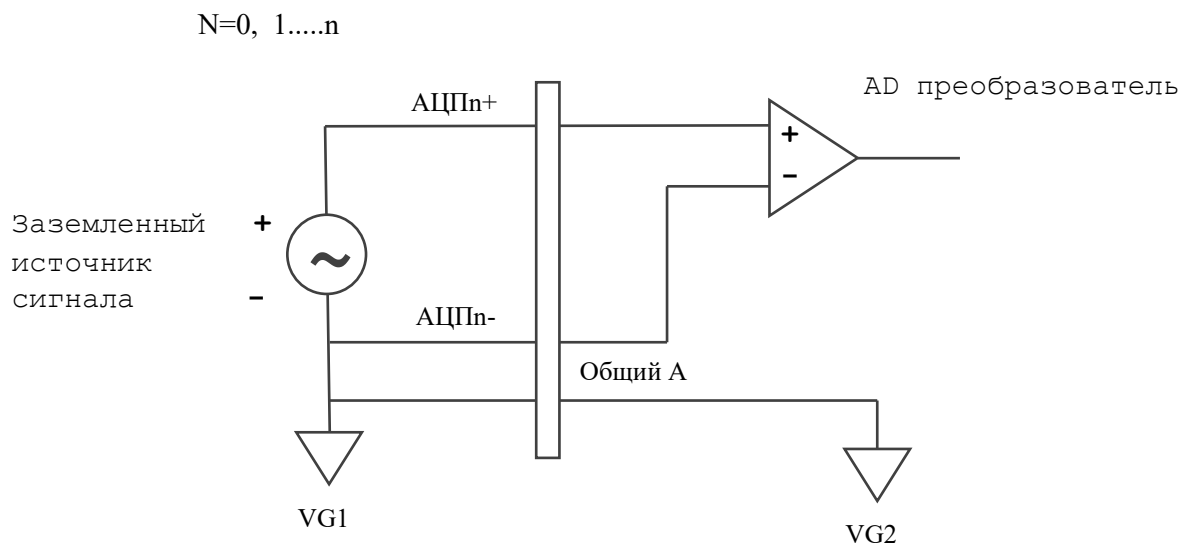 N=0, 1.....n
AD преобразователь
АЦПn+
+
−
Заземленный
источник
сигнала
+
~
−
АЦПn-
Общий А
VG1
VG2